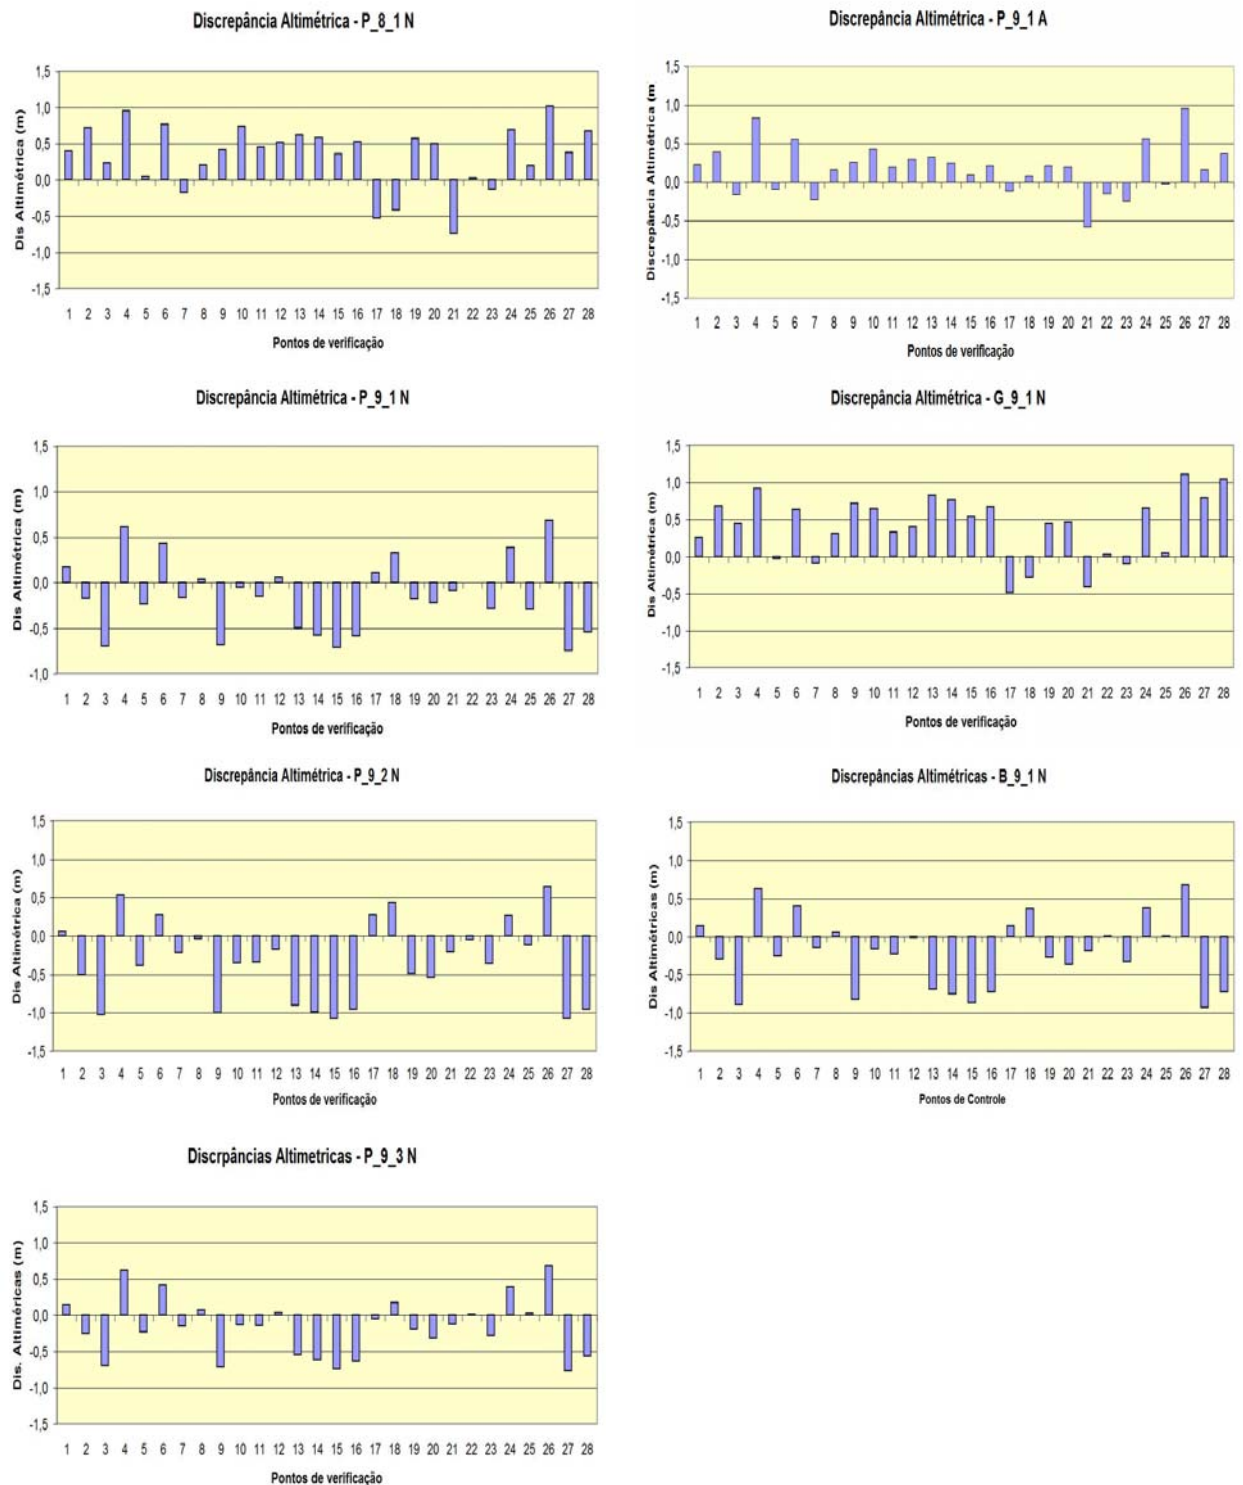 Discrepância Altimétrica - P_8_1 N
Dis Altimétrica (m)
1,5
1,0
0,5
0,0
-0,5
-1,0
-1,5
1 2 3 4 5 6 7 8 9 10 11 12 13 14 15 16 17 18 19 20 21 22 23 24 25 26 27 28
Pontos de verificação
Discrepância Altimétrica - P_9_1 A
Discrepância Altimétrica (m
1,5
1,0
0,5
0,0
-0,5
-1,0
-1,5
1 2 3 4 5 6 7 8 9 10 11 12 13 14 15 16 17 18 19 20 21 22 23 24 25 26 27 28
Pontos de verificação
Discrepância Altimétrica - P_9_1 N
Dis Altimétrica (m)
1,5
1,0
0,5
0,0
-0,5
-1,0
1 2 3 4 5 6 7 8 9 10 11 12 13 14 15 16 17 18 19 20 21 22 23 24 25 26 27 28
Pontos de verificação
Discrepância Altimétrica - G_9_1 N
Dis Altimétrica (m)
1,5
1,0
0,5
0,0
-0,5
-1,0
-1,5
1 2 3 4 5 6 7 8 9 10 11 12 13 14 15 16 17 18 19 20 21 22 23 24 25 26 27 28
Pontos de verificação
Discrepância Altimétrica - P_9_2 N
Dis Altimétrica (m)
1,5
1,0
0,5
0,0
-0,5
-1,0
-1,5
1 2 3 4 5 6 7 8 9 10 11 12 13 14 15 16 17 18 19 20 21 22 23 24 25 26 27 28
Pontos de verificação
Discrepâncias Altimétricas - B_9_1 N
Dis Altimétricas (m)
1,5
1,0
0,5
0,0
-0,5
-1,0
-1,5
1 2 3 4 5 6 7 8 9 10 11 12 13 14 15 16 17 18 19 20 21 22 23 24 25 26 27 28
Pontos de Controle
Discrpâncias Altimetricas - P_9_3 N
Dis. Altiméricas (m)
1,5
1,0
0,5
0,0
-0,5
-1,0
-1,5
1 2 3 4 5 6 7 8 9 10 11 12 13 14 15 16 17 18 19 20 21 22 23 24 25 26 27 28
Pontos de verificação